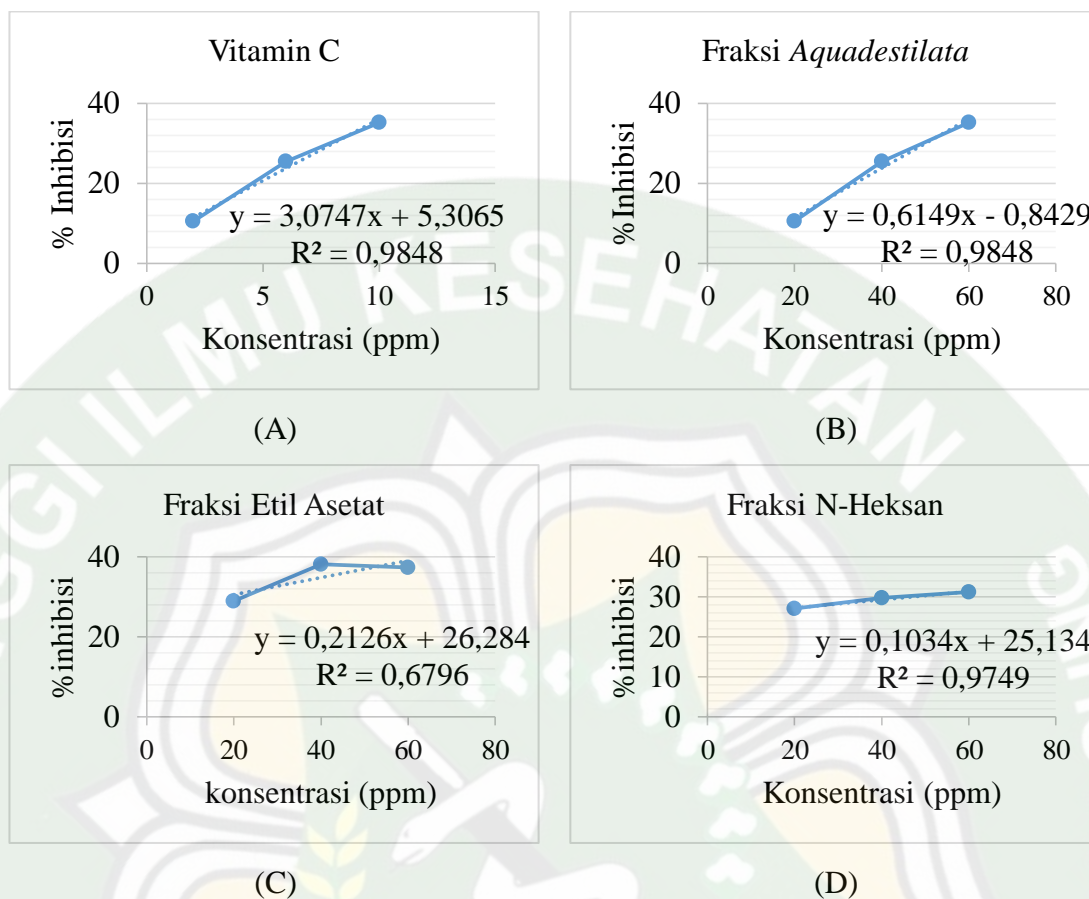 Vitamin C
% Inhibisi
40
20
0
y = 3,0747x + 5,3065
R² = 0,9848
0 5 10 15
Konsentrasi (ppm)
(A)
Fraksi Aquadestilata
%Inhibisi
40
20
0
y = 0,6149x - 0,8429
R² = 0,9848
0 20 40 60 80
Konsentrasi (ppm)
(B)
Fraksi Etil Asetat
%inhibisi
40
20
0
y = 0,2126x + 26,284
R² = 0,6796
0 20 40 60 80
konsentrasi (ppm)
(C)
Fraksi N-Heksan
%inhibisi
40
30
20
10
0
y = 0,1034x + 25,134
R² = 0,9749
0 20 40 60 80
Konsentrasi (ppm)
(D)
GGI ILMU KESEHATAN